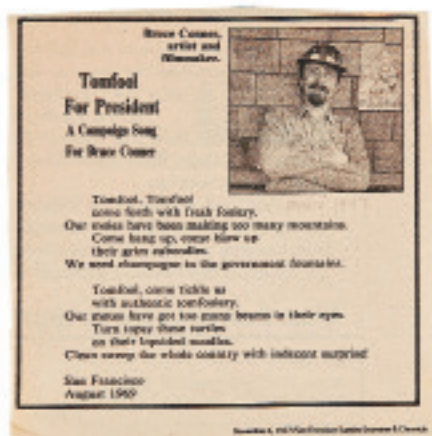 Bruce Conner,
artist and
filmmaker.
Tomfool
For President
A Campaign Song
For Bruce Conner
Tomfool, Tomfool
come forth with fresh foolery.
Our moles have been making too many mountains.
Come hang up, come blow up
their grim
We need champagne in the government fountains.
Tomfool, come tickle us
with authentic tomfoolery.
Our motes have got too many beams in their eyes.
Turn topsy these turtles
on their lopsided noodles.
Clean sweep the whole country with indecent surprise!
San Francisco
August 1969